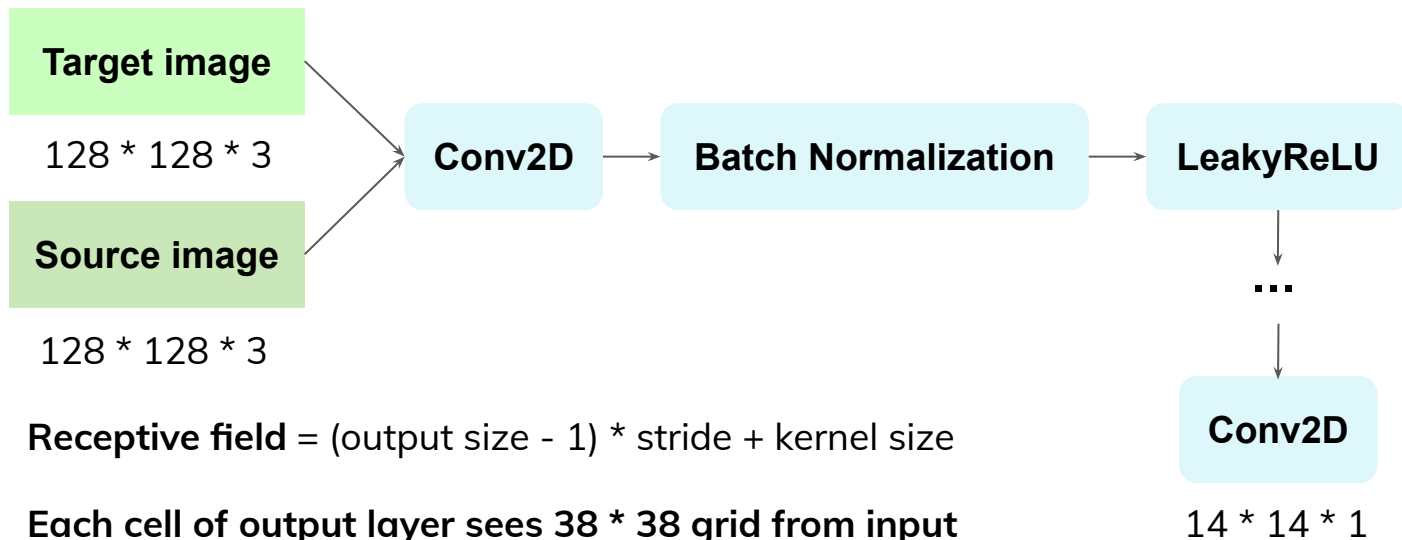 Target image
128 * 128 * 3
Source image
128 * 128 * 3
Conv2D
Batch Normalization
LeakyReLU
...
Conv2D
14 * 14 * 1
Receptive field = (output size - 1) * stride + kernel size
Each cell of output layer sees 38 * 38 grid from input